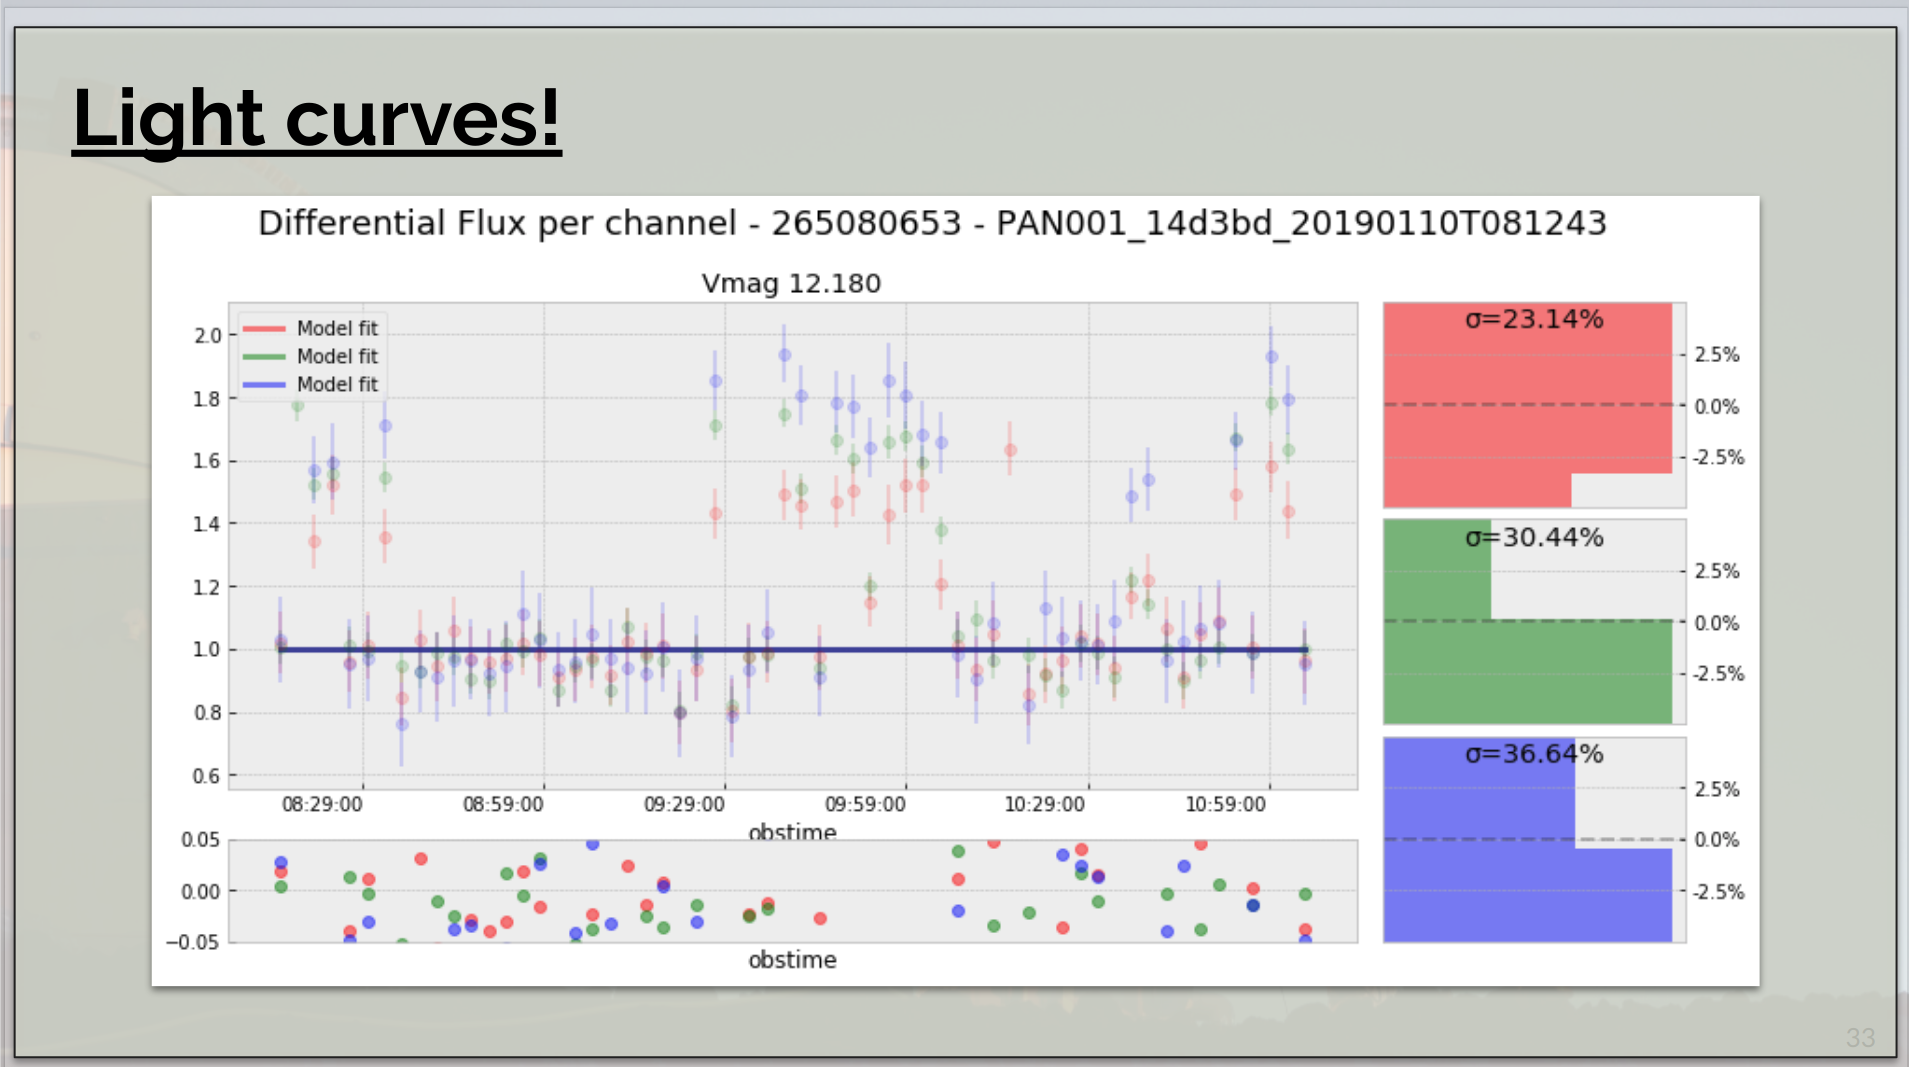 Light curves!
Differential Flux per channel - 265080653 - PAN001_14d3bd_20190110T081243
Vmag 12.180
Model fit
Model fit
Model fit
2.0
1.8
1.6
1.4
1.2
1.0
0.8
0.6
08:29:00 08:59:00 09:29:00 09:59:00 10:29:00 10:59:00
obstime
0.05
0.00
−0.05
obstime
σ=23.14%
2.5%
0.0%
-2.5%
σ=30.44%
2.5%
0.0%
-2.5%
σ=36.64%
2.5%
0.0%
-2.5%
33